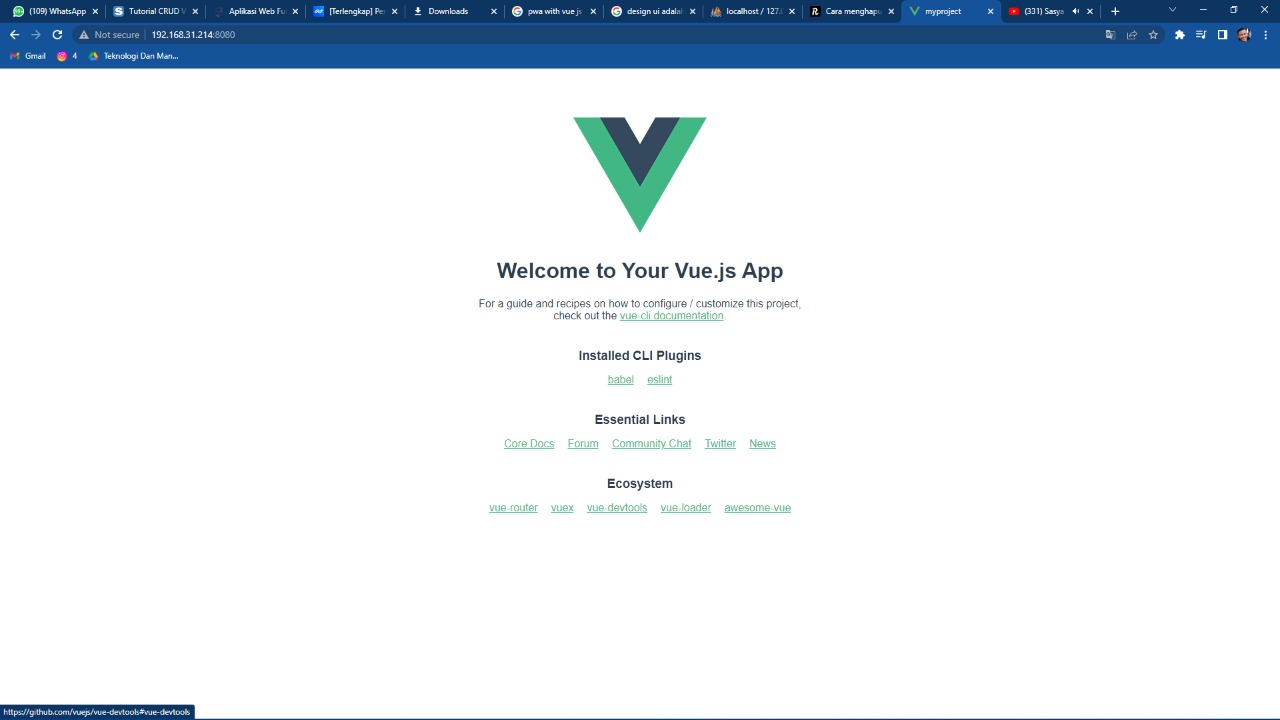 (109) WhatsApp
Tutorial CRUD V
Aplikasi Web Fu
[Terlengkap] Pe
Downloads
pwa with vue js
design ui adalah
localhost / 127.0
Cara menghapu
myproject
(331) Sasya
Not secure | 192.168.31.214:8080
Gmail
4
Teknologi Dan Man...
Welcome to Your Vue.js App
For a guide and recipes on how to configure / customize this project,
check out the vue-cli documentation.
Installed CLI Plugins
babel eslint
Essential Links
Core Docs Forum Community Chat Twitter News
Ecosystem
vue-router vuex vue-devtools vue-loader awesome-vue
https://github.com/vuejs/vue-devtools#vue-devtools